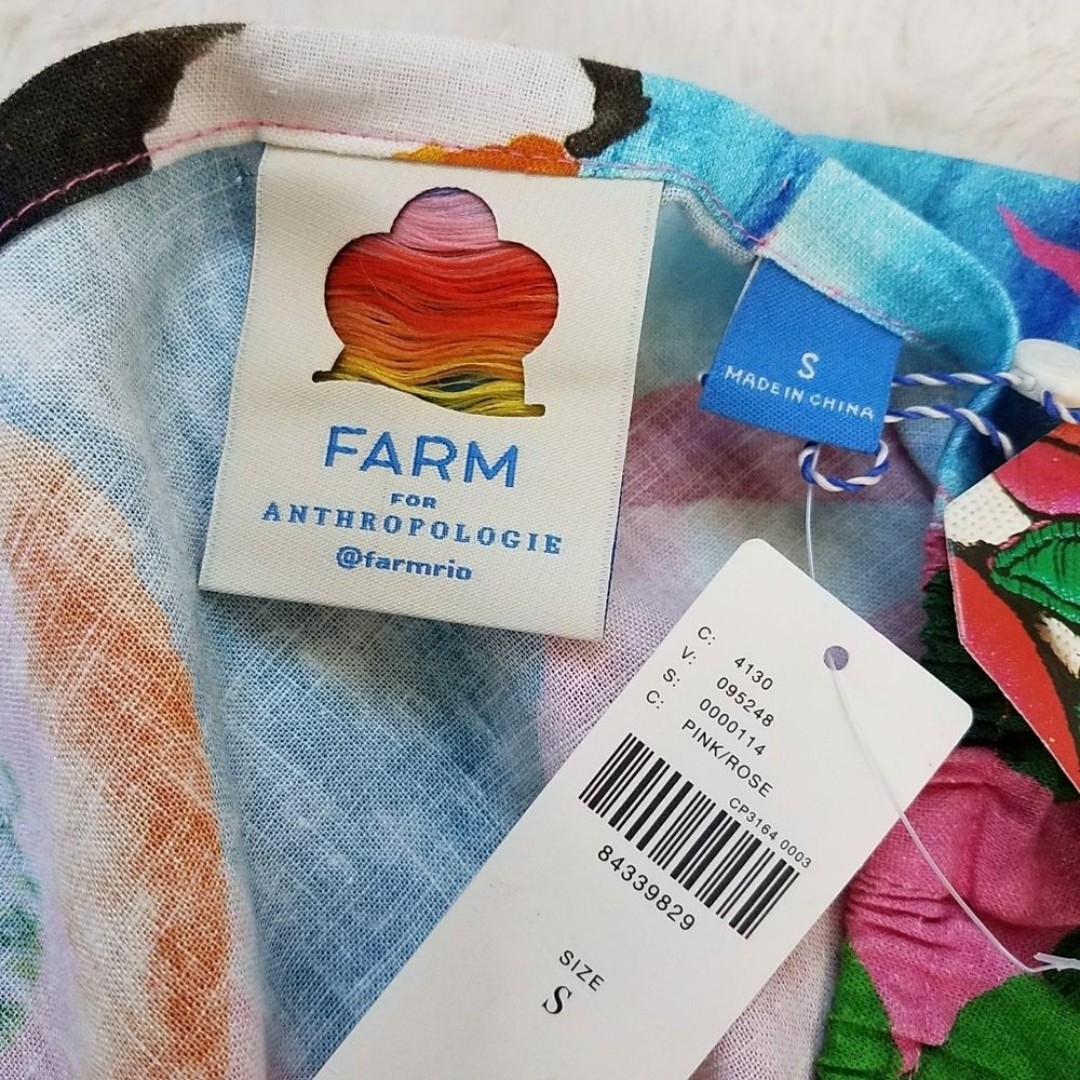 FARM
FOR
ANTHROPOLOGIE
@farmrio
S
MADE IN CHINA
C: 4130
V: 095248
S: 0000114
C: PINK/ROSE
CP3164 0003
84339829
SIZE
S